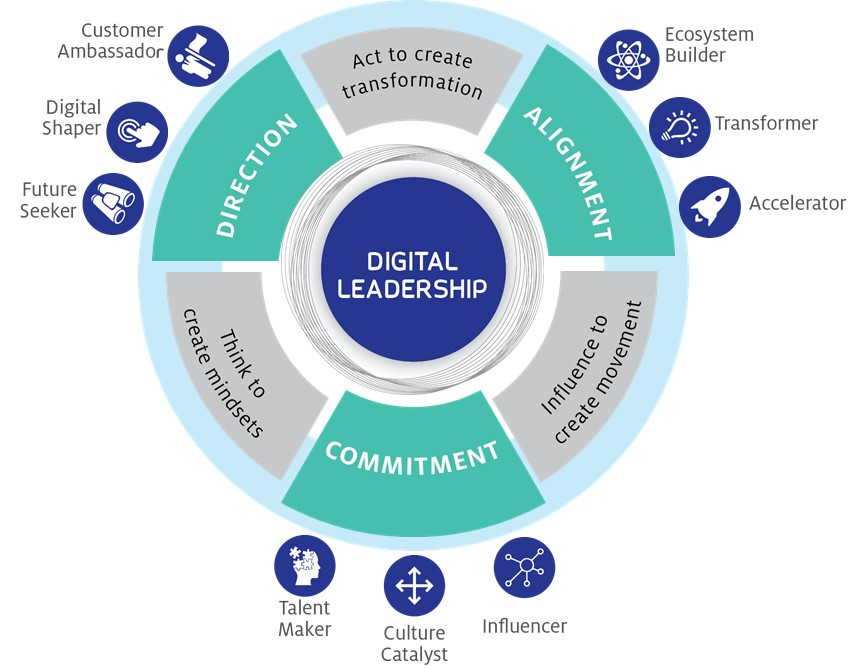 Customer
Ambassador
Digital
Shaper
Future
Seeker
DIRECTION
Act to create
transformation
ALIGNMENT
Ecosystem
Builder
Transformer
Accelerator
DIGITAL
LEADERSHIP
Think to
create mindsets
Influence to
create movement
COMMITMENT
Talent
Maker
Culture
Catalyst
Influencer